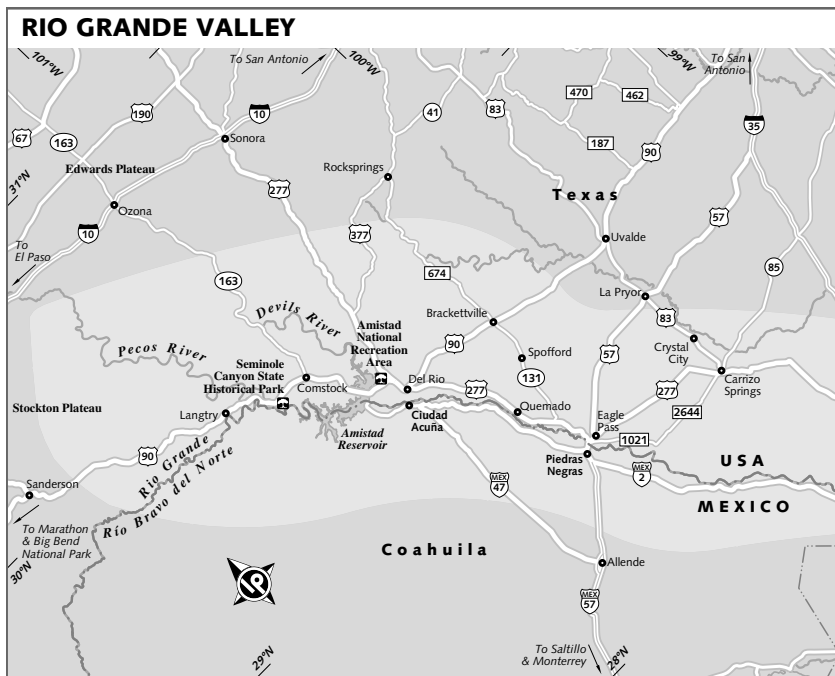 RIO GRANDE VALLEY
101°W
To San Antonio
100°W
99°W
To San
Antonio
190
10
41
83
470
462
35
67
163
Sonora
187
90
Edwards Plateau
Rocksprings
31°N
277
Texas
Ozona
57
10
377
Uvalde
To
El Paso
674
85
163
La Pryor
Devils River
Amistad
National
Recreation
Area
Brackettville
83
Pecos River
90
Crystal
City
Seminole
Canyon State
Historical Park
Spofford
57
Comstock
Del Rio
131
277
Carrizo
Springs
Stockton Plateau
277
Langtry
Ciudad
Acuña
Quemado
Eagle
Pass
2644
Amistad
Reservoir
1021
90
Rio Grande
Río Bravo del Norte
Piedras
Negras
USA
Sanderson
MEX
47
MEX
2
MEXICO
To Marathon
& Big Bend
National Park
Coahuila
30°N
Allende
MEX
57
To Saltillo
& Monterrey
29°N
28°N